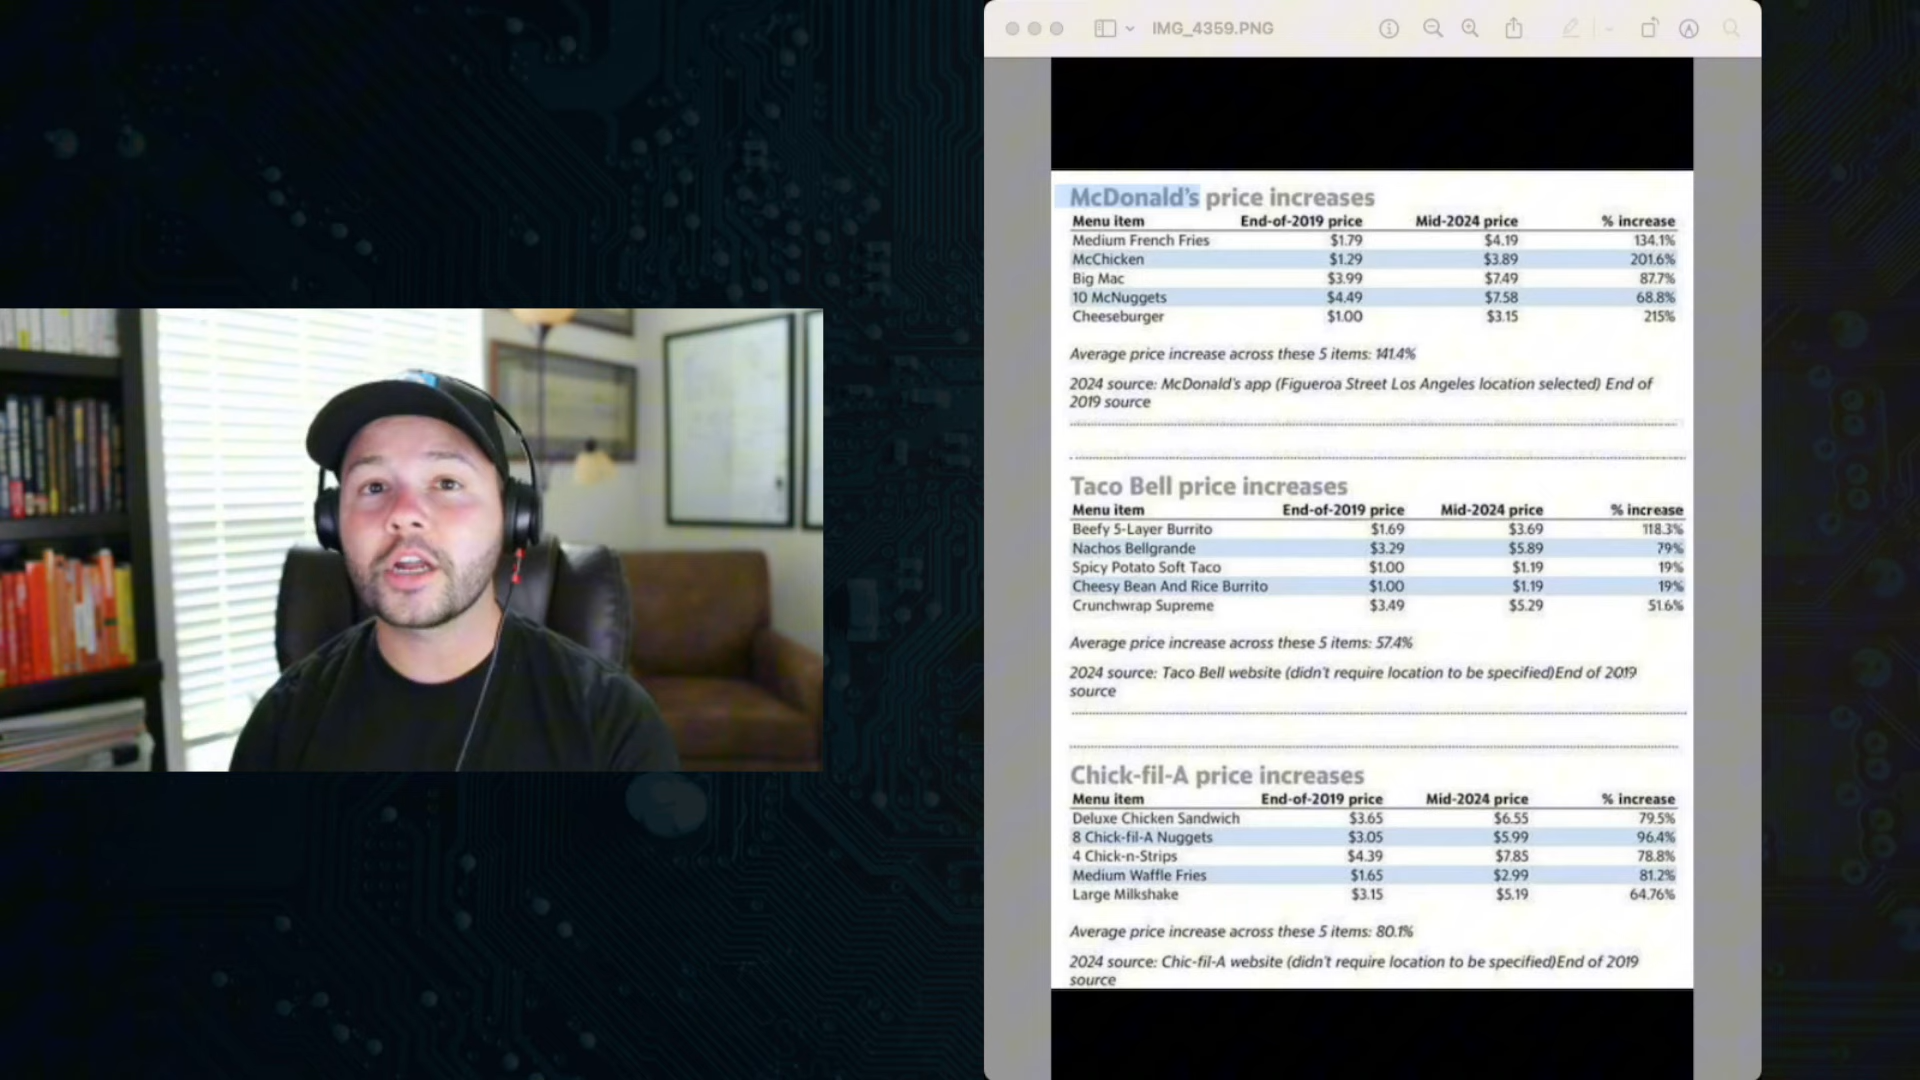 IMG_4359.PNG
McDonald's price increases
Menu item End-of-2019 price Mid-2024 price % increase
Medium French Fries $1.79 $4.19 134.1%
McChicken $1.29 $3.89 201.6%
Big Mac $3.99 $7.49 87.7%
10 McNuggets $4.49 $7.58 68.8%
Cheeseburger $1.00 $3.15 215%
Average price increase across these 5 items: 141.4%
2024 source: McDonald's app (Figueroa Street Los Angeles location selected) End of
2019 source
Taco Bell price increases
Menu item End-of-2019 price Mid-2024 price % increase
Beefy 5-Layer Burrito $1.69 $3.69 118.3%
Nachos Bellgrande $3.29 $5.89 79%
Spicy Potato Soft Taco $1.00 $1.19 19%
Cheesy Bean And Rice Burrito $1.00 $1.19 19%
Crunchwrap Supreme $3.49 $5.29 51.6%
Average price increase across these 5 items: 57.4%
2024 source: Taco Bell website (didn't require location to be specified)End of 2019
source
Chick-fil-A price increases
Menu item End-of-2019 price Mid-2024 price % increase
Deluxe Chicken Sandwich $3.65 $6.55 79.5%
8 Chick-fil-A Nuggets $3.05 $5.99 96.4%
4 Chick-n-Strips $4.39 $7.85 78.8%
Medium Waffle Fries $1.65 $2.99 81.2%
Large Milkshake $3.15 $5.19 64.76%
Average price increase across these 5 items: 80.1%
2024 source: Chic-fil-A website (didn't require location to be specified)End of 2019
source